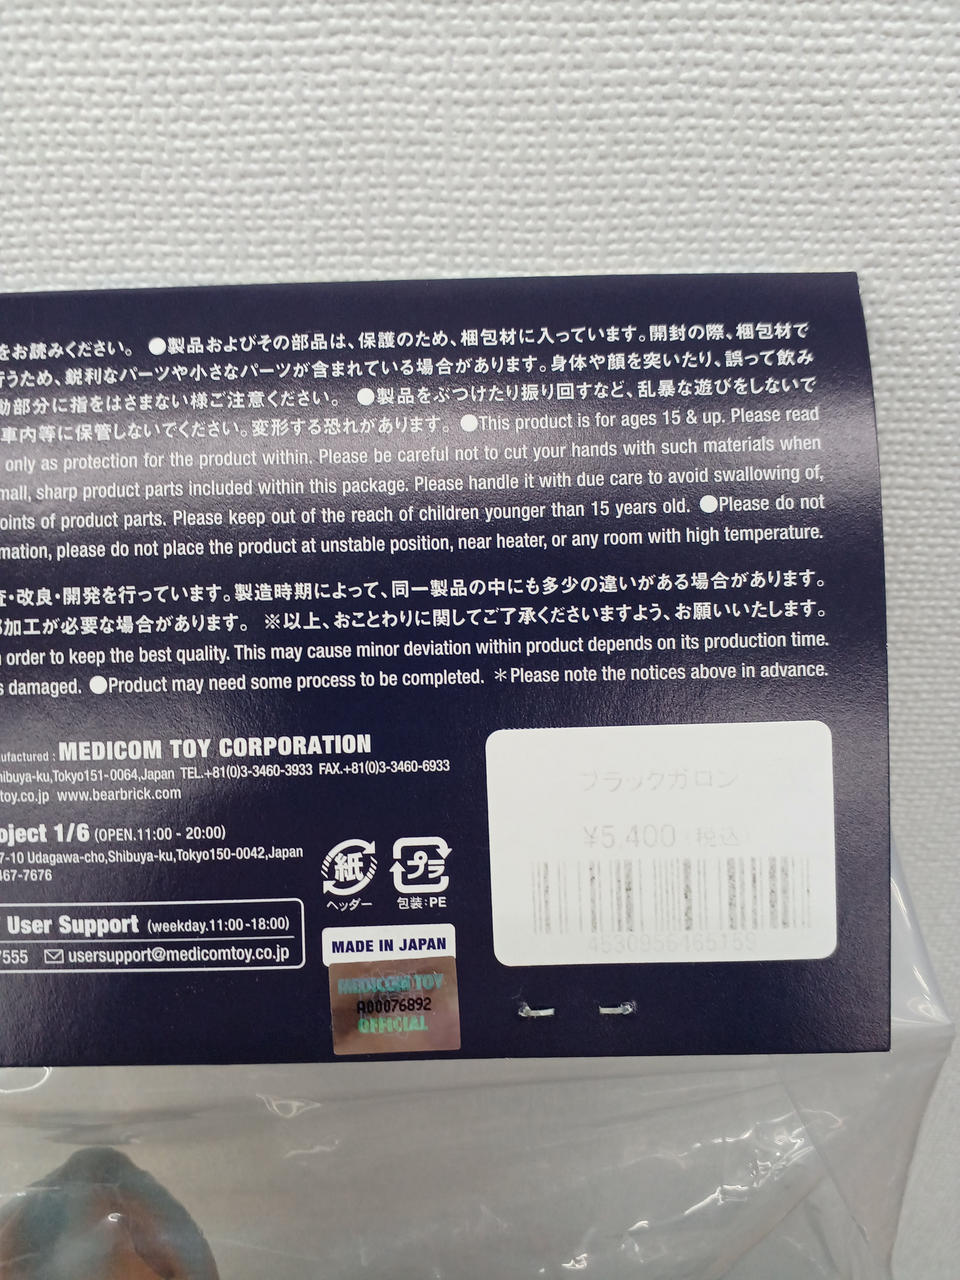 をお読みください。 ●製品およびその部品は、保護のため、梱包材に入っています。開封の際、梱包材で
行うため、鋭利なパーツや小さなパーツが含まれている場合があります。身体や顔を突いたり、誤って飲み
動部分に指をはさまない様ご注意ください。 ●製品をぶつけたり振り回すなど、乱暴な遊びをしないで
車内等に保管しないでください。変形する恐れがあります。 ●This product is for ages 15 & up. Please read
only as protection for the product within. Please be careful not to cut your hands with such materials when
mall, sharp product parts included within this package. Please handle it with due care to avoid swallowing of,
oints of product parts. Please keep out of the reach of children younger than 15 years old. ●Please do not
mation, please do not place the product at unstable position, near heater, or any room with high temperature.
査・改良・開発を行っています。製造時期によって、同一製品の中にも多少の違いがある場合があります。
加工が必要な場合があります。 ※以上、おことわりに関してご了承くださいますよう、お願いいたします。
order to keep the best quality. This may cause minor deviation within product depends on its production time.
s damaged. ●Product may need some process to be completed. ＊Please note the notices above in advance.
nufactured : MEDICOM TOY CORPORATION
hibuya-ku,Tokyo151-0064,Japan TEL.+81(0)3-3460-3933 FAX.+81(0)3-3460-6933
toy.co.jp www.bearbrick.com
oject 1/6 (OPEN.11:00 - 20:00)
7-10 Udagawa-cho,Shibuya-ku,Tokyo150-0042,Japan
467-7676
User Support (weekday.11:00-18:00)
7555 usersupport@medicomtoy.co.jp
紙
ヘッダー
プラ
包装:PE
MADE IN JAPAN
MEDICOM TOY
A00076892
OFFICIAL
ブラックガロン
¥5,400(税込)
4530956465159